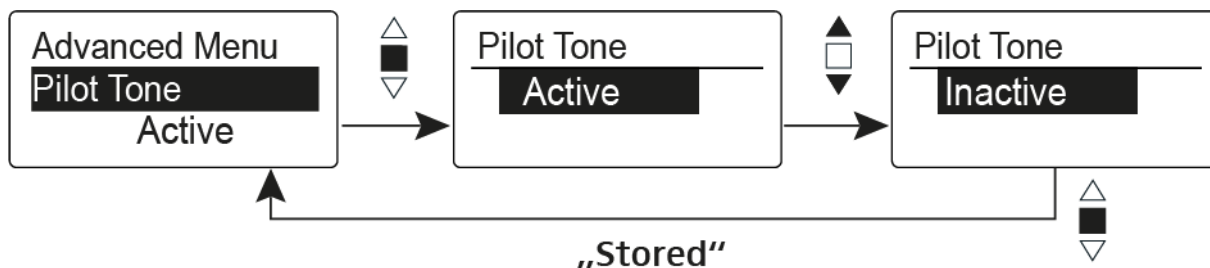 Advanced Menu
Pilot Tone
Active
Pilot Tone
Active
Pilot Tone
Inactive
„Stored“